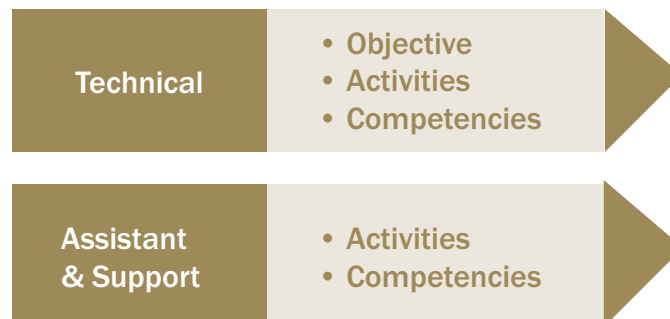 Technical
• Objective
• Activities
• Competencies
Assistant
& Support
• Activities
• Competencies